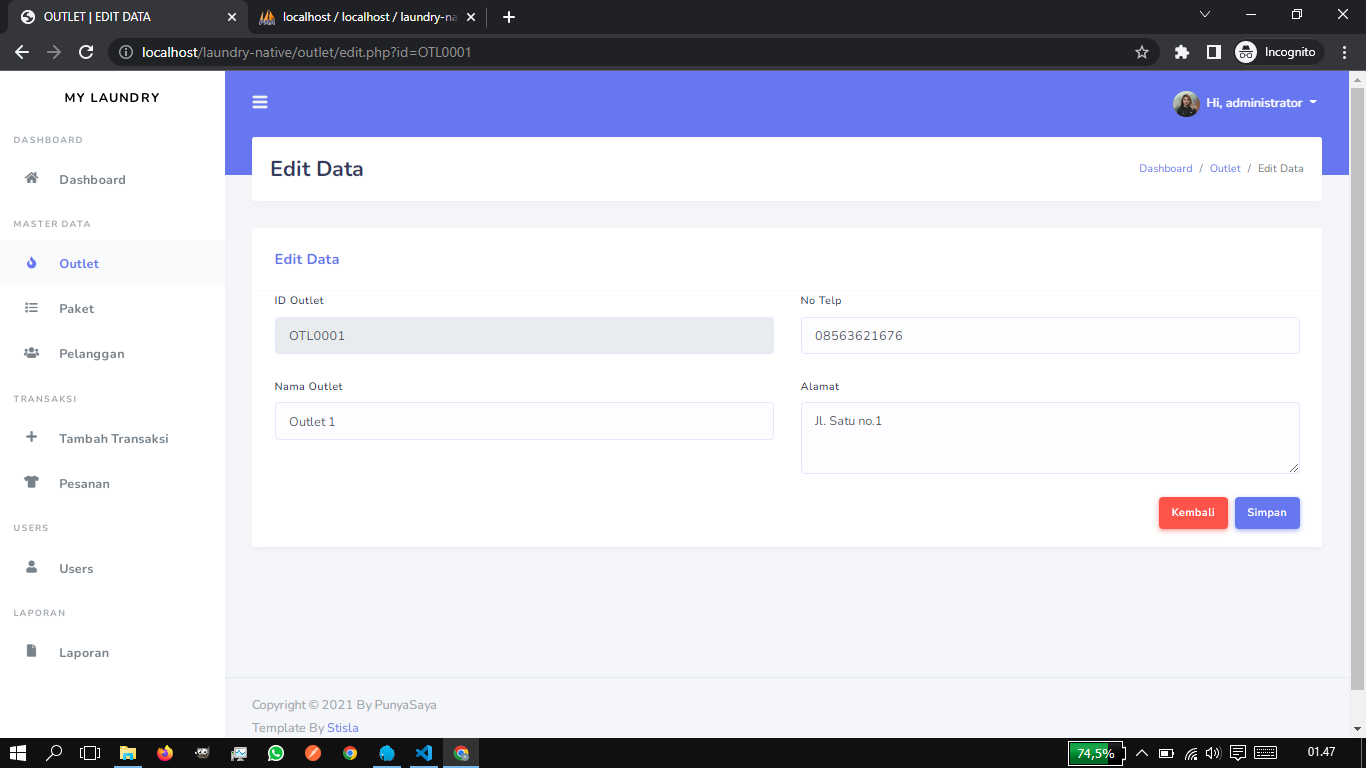 OUTLET | EDIT DATA
localhost / localhost / laundry-na
localhost/laundry-native/outlet/edit.php?id=OTL0001
Incognito
MY LAUNDRY
Hi, administrator
DASHBOARD
Dashboard
MASTER DATA
Outlet
Paket
Pelanggan
TRANSAKSI
Tambah Transaksi
Pesanan
USERS
Users
LAPORAN
Laporan
Edit Data
Dashboard / Outlet / Edit Data
Edit Data
ID Outlet
OTL0001
No Telp
08563621676
Nama Outlet
Outlet 1
Alamat
Jl. Satu no.1
Kembali
Simpan
Copyright © 2021 By PunyaSaya
Template By Stisla
74,5%
01.47